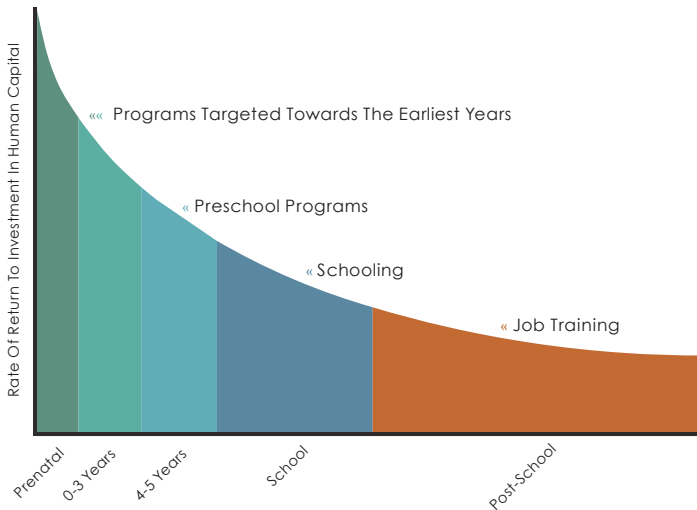 Rate Of Return To Investment In Human Capital
«« Programs Targeted Towards The Earliest Years
« Preschool Programs
« Schooling
« Job Training
Prenatal
0-3 Years
4-5 Years
School
Post-School